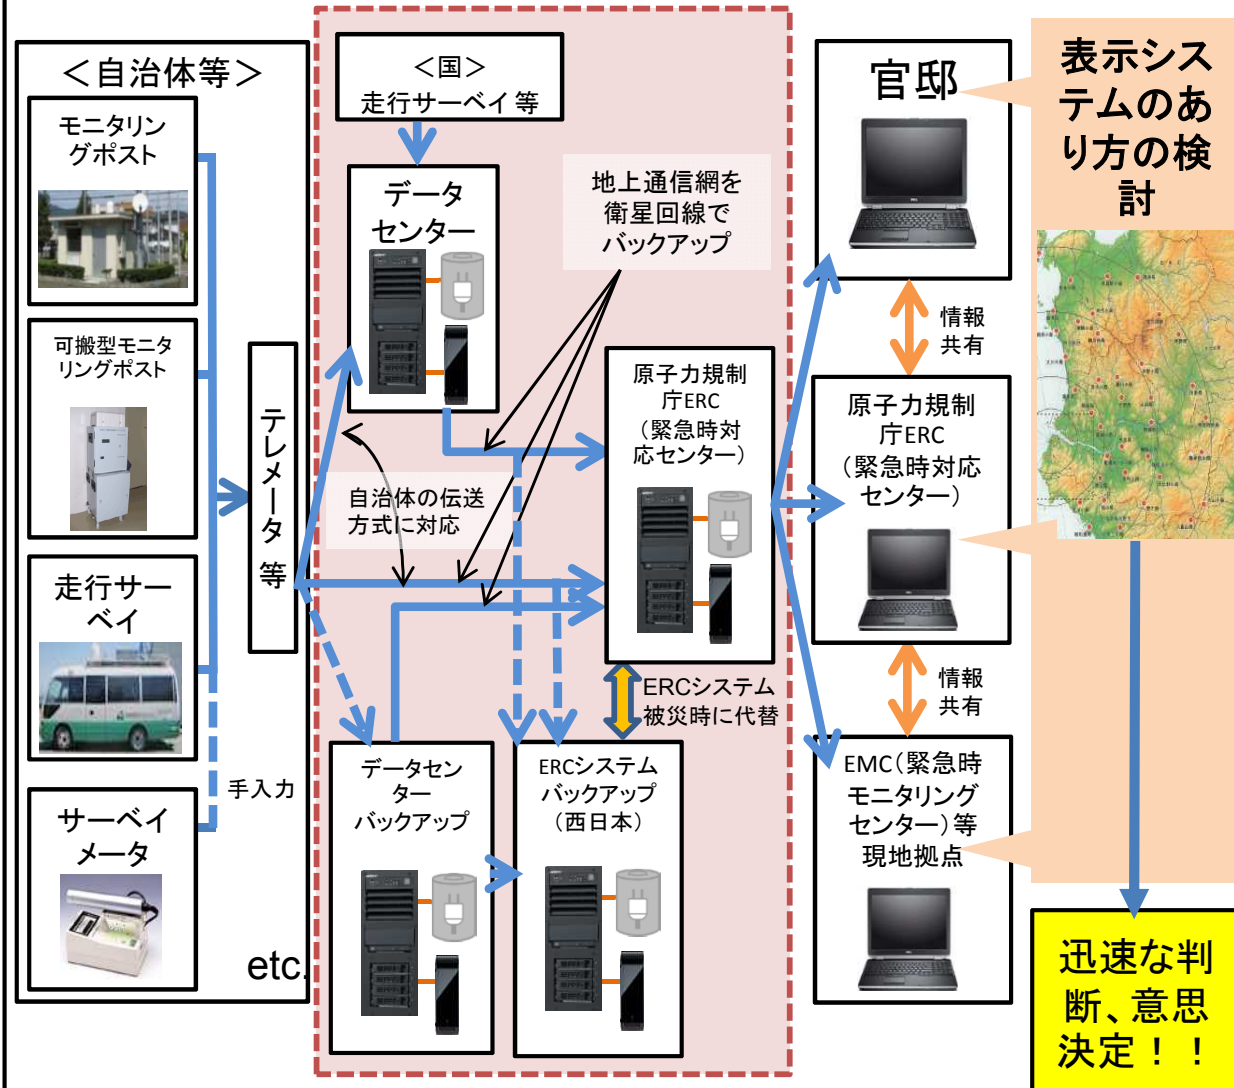 ＜自治体等＞
モニタリン
グポスト
可搬型モニタ
リングポスト
走行サー
ベイ
サーベイ
メータ
手入力
etc.
テレメータ等
＜国＞
走行サーベイ等
データ
センター
地上通信網を
衛星回線で
バックアップ
自治体の伝送
方式に対応
原子力規制
庁ERC
（緊急時対
応センター）
ERCシステム
被災時に代替
データセン
ター
バックアップ
ERCシステム
バックアップ
（西日本）
官邸
情報
共有
原子力規制
庁ERC
（緊急時対応
センター）
情報
共有
EMC（緊急時
モニタリング
センター）等
現地拠点
表示シス
テムのあ
り方の検
討
迅速な判
断、意思
決定！！